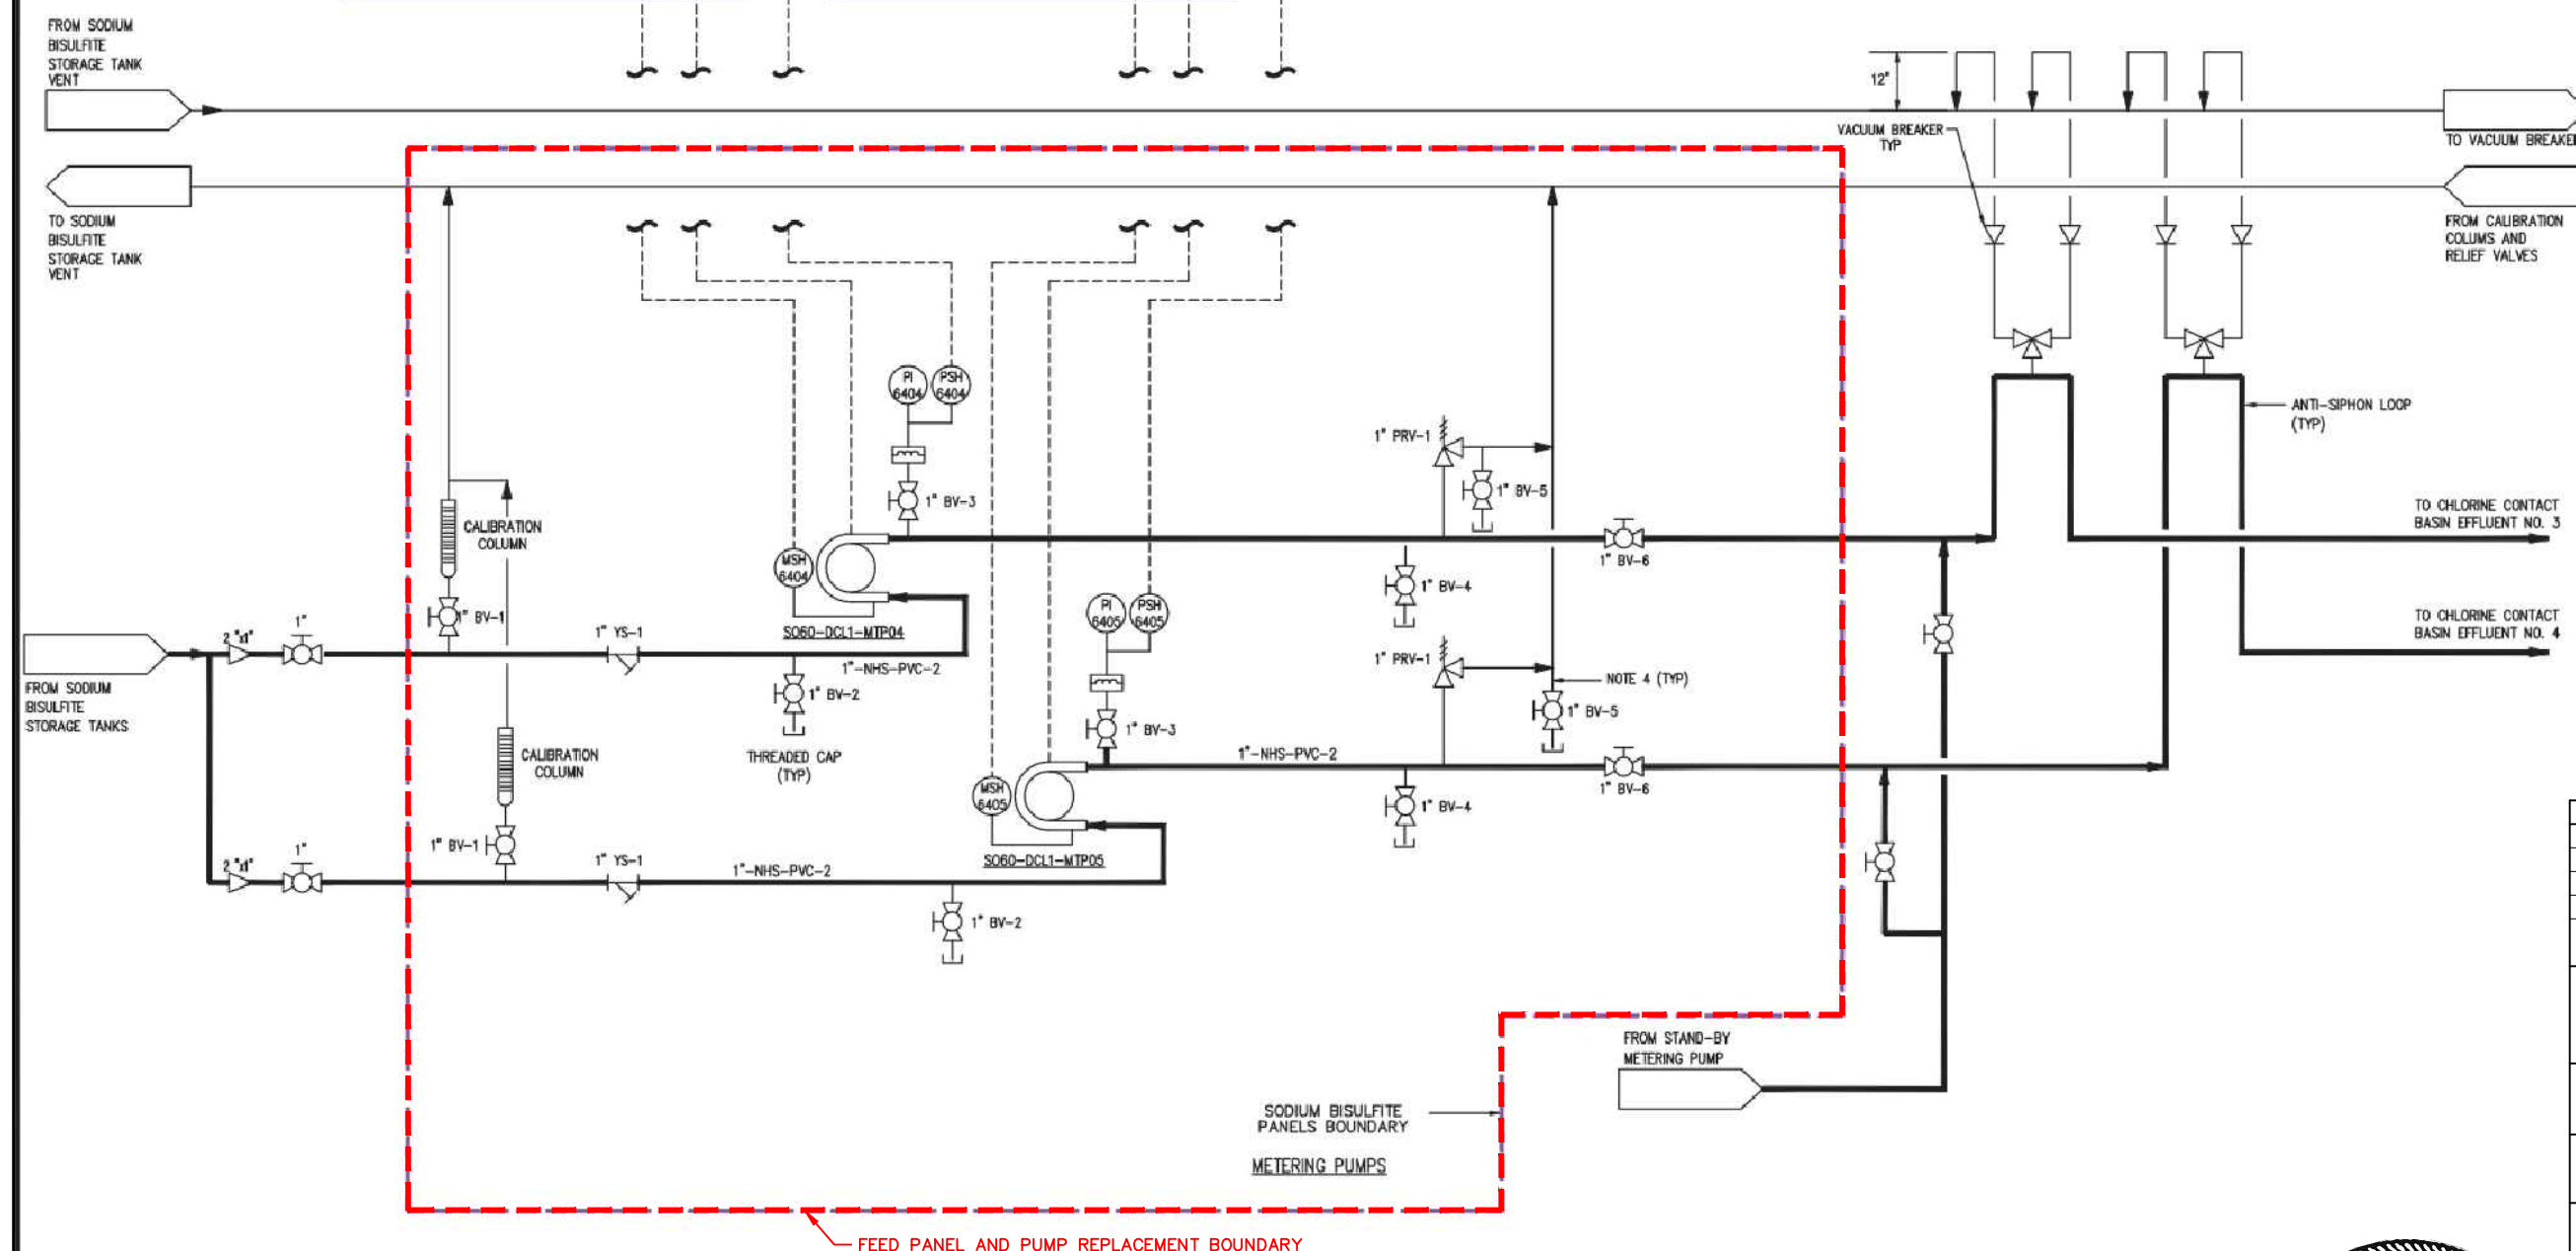 FROM SODIUM
BISULFITE
STORAGE TANK
VENT
12"
VACUUM BREAKER
TYP
TO VACUUM BREAKER
TO SODIUM
BISULFITE
STORAGE TANK
VENT
FROM CALIBRATION
COLUMS AND
RELIEF VALVES
PI
6404
PSH
6404
1" PRV-1
ANTI-SIPHON LOOP
(TYP)
1" BV-3
1" BV-5
CALIBRATION
COLUMN
TO CHLORINE CONTACT
BASIN EFFLUENT NO. 3
MSH
6404
1" BV-6
1" BV-4
1" BV-1
PI
6405
PSH
6405
2"x1"
1"
1" YS-1
SO60-DCL1-MTP04
TO CHLORINE CONTACT
BASIN EFFLUENT NO. 4
1"-NHS-PVC-2
1" PRV-1
FROM SODIUM
BISULFITE
STORAGE TANKS
1" BV-2
NOTE 4 (TYP)
1" BV-5
1" BV-3
CALIBRATION
COLUMN
THREADED CAP
(TYP)
1"-NHS-PVC-2
MSH
6405
1" BV-6
1" BV-4
1" BV-1
2"x1"
1"
1" YS-1
1"-NHS-PVC-2
SO60-DCL1-MTP05
1" BV-2
FROM STAND-BY
METERING PUMP
SODIUM BISULFITE
PANELS BOUNDARY
METERING PUMPS
FEED PANEL AND PUMP REPLACEMENT BOUNDARY